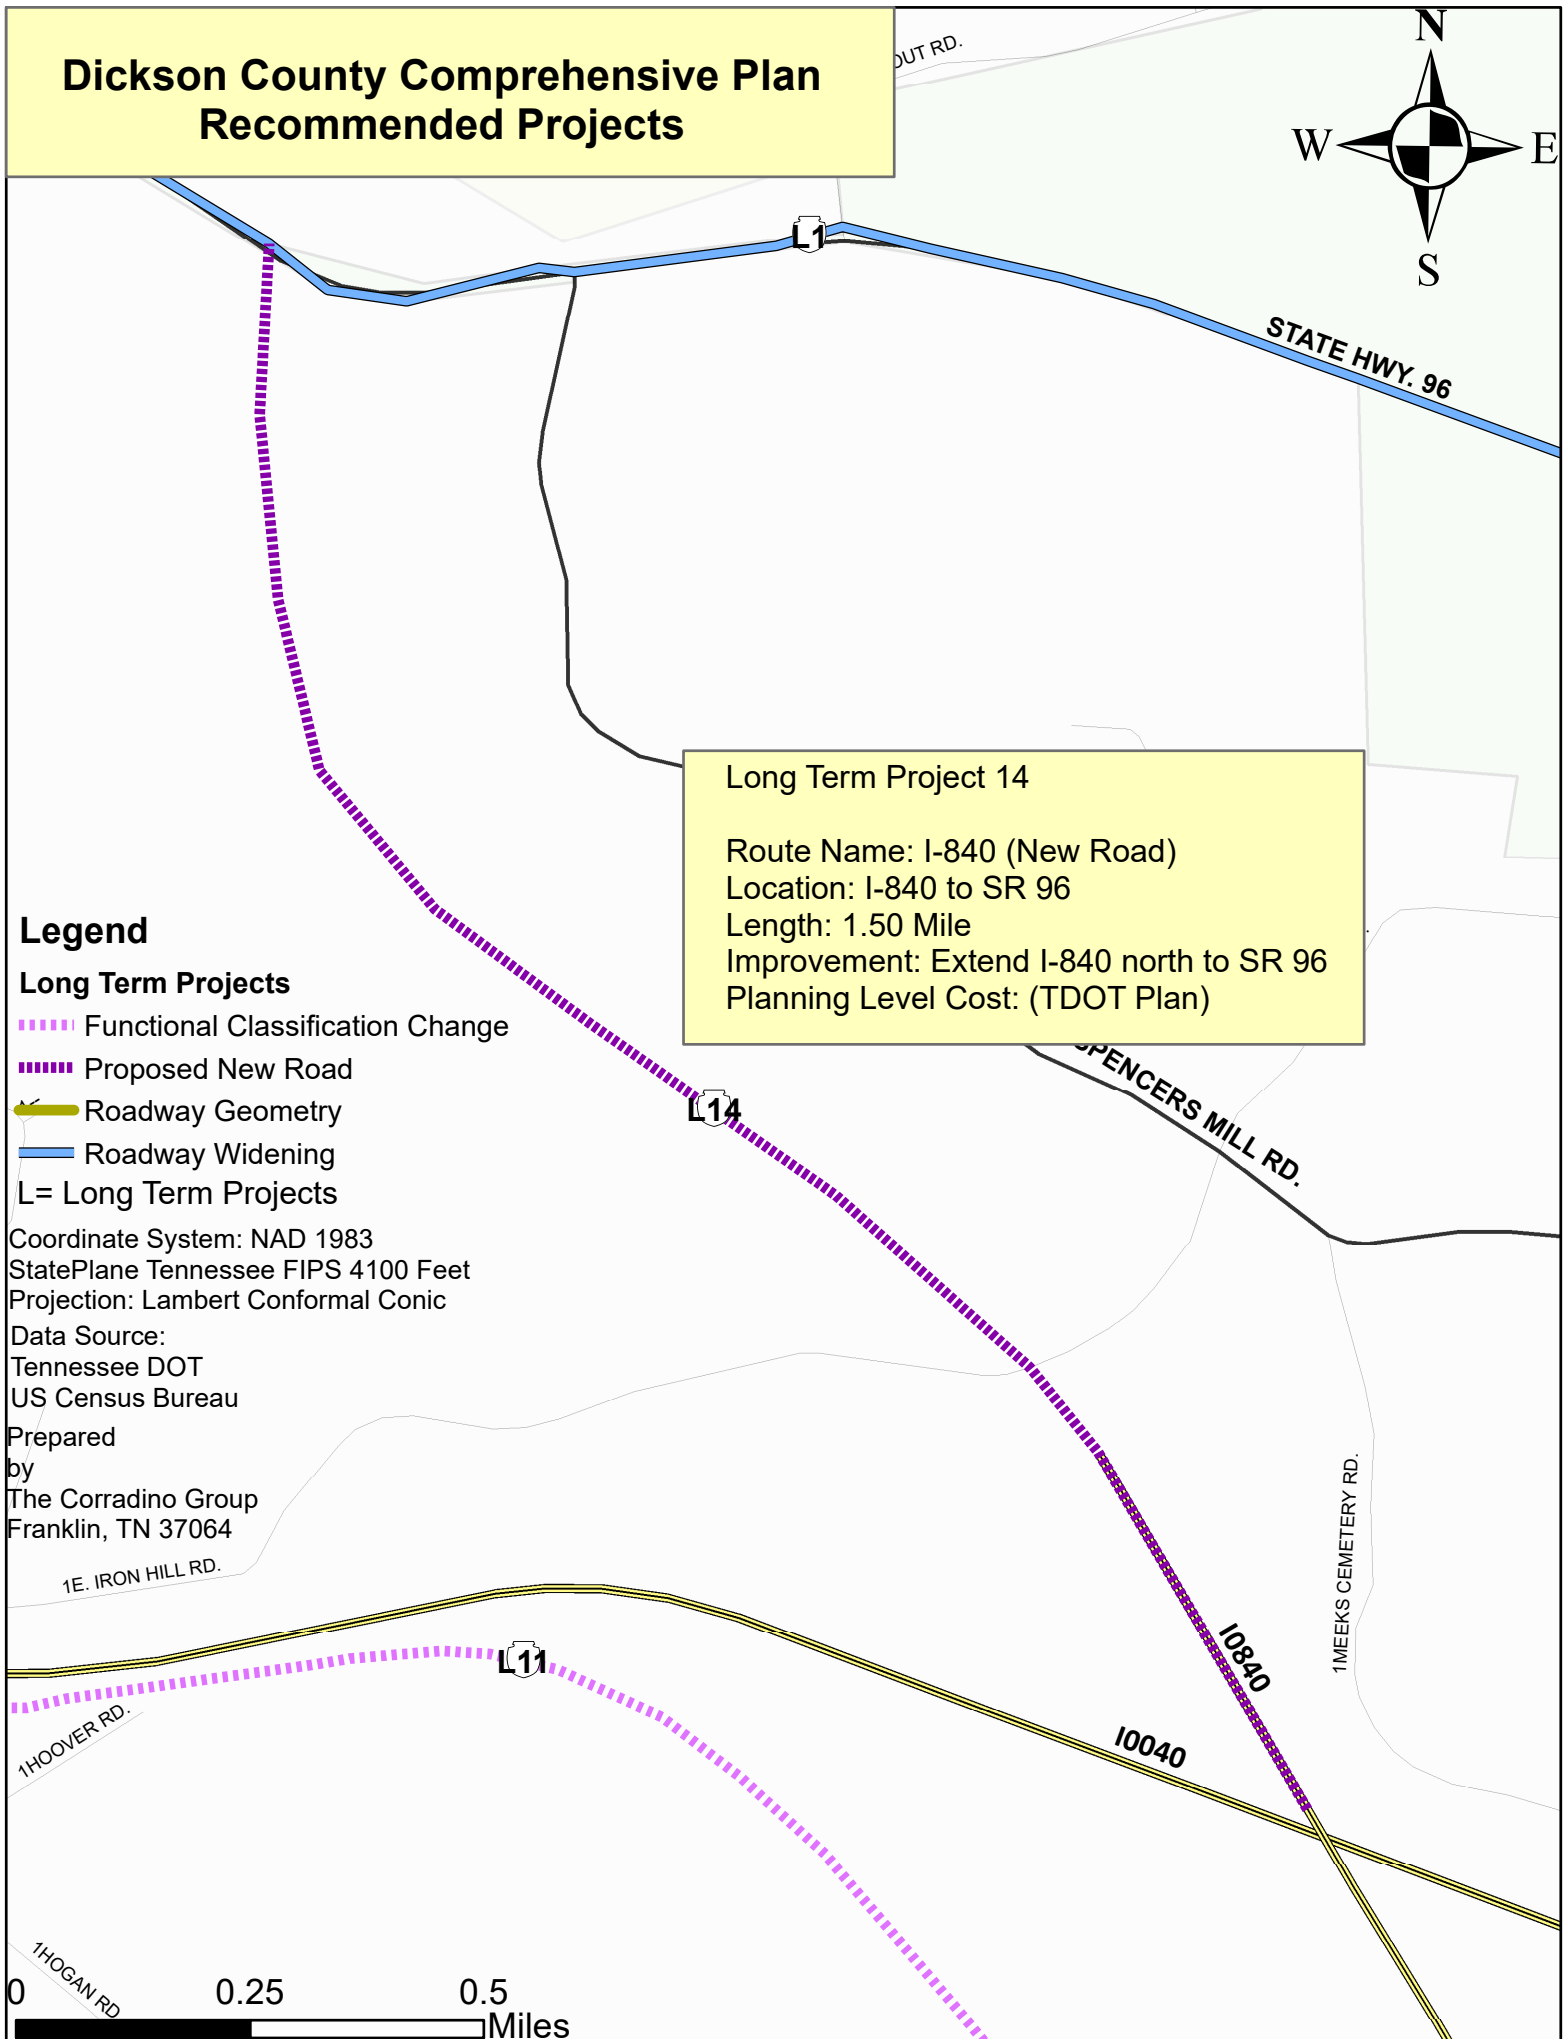 Dickson County Comprehensive Plan
Recommended Projects
OUT RD.
N
W
E
S
L1
STATE HWY. 96
Long Term Project 14
Route Name: I-840 (New Road)
Location: I-840 to SR 96
Length: 1.50 Mile
Improvement: Extend I-840 north to SR 96
Planning Level Cost: (TDOT Plan)
Legend
Long Term Projects
Functional Classification Change
Proposed New Road
Roadway Geometry
Roadway Widening
L= Long Term Projects
L14
SPENCERS MILL RD.
Coordinate System: NAD 1983
StatePlane Tennessee FIPS 4100 Feet
Projection: Lambert Conformal Conic
Data Source:
Tennessee DOT
US Census Bureau
Prepared
by
The Corradino Group
Franklin, TN 37064
1E. IRON HILL RD.
1MEEKS CEMETERY RD.
I0840
L11
1HOOVER RD.
I0040
1HOGAN RD
0 0.25 0.5
Miles